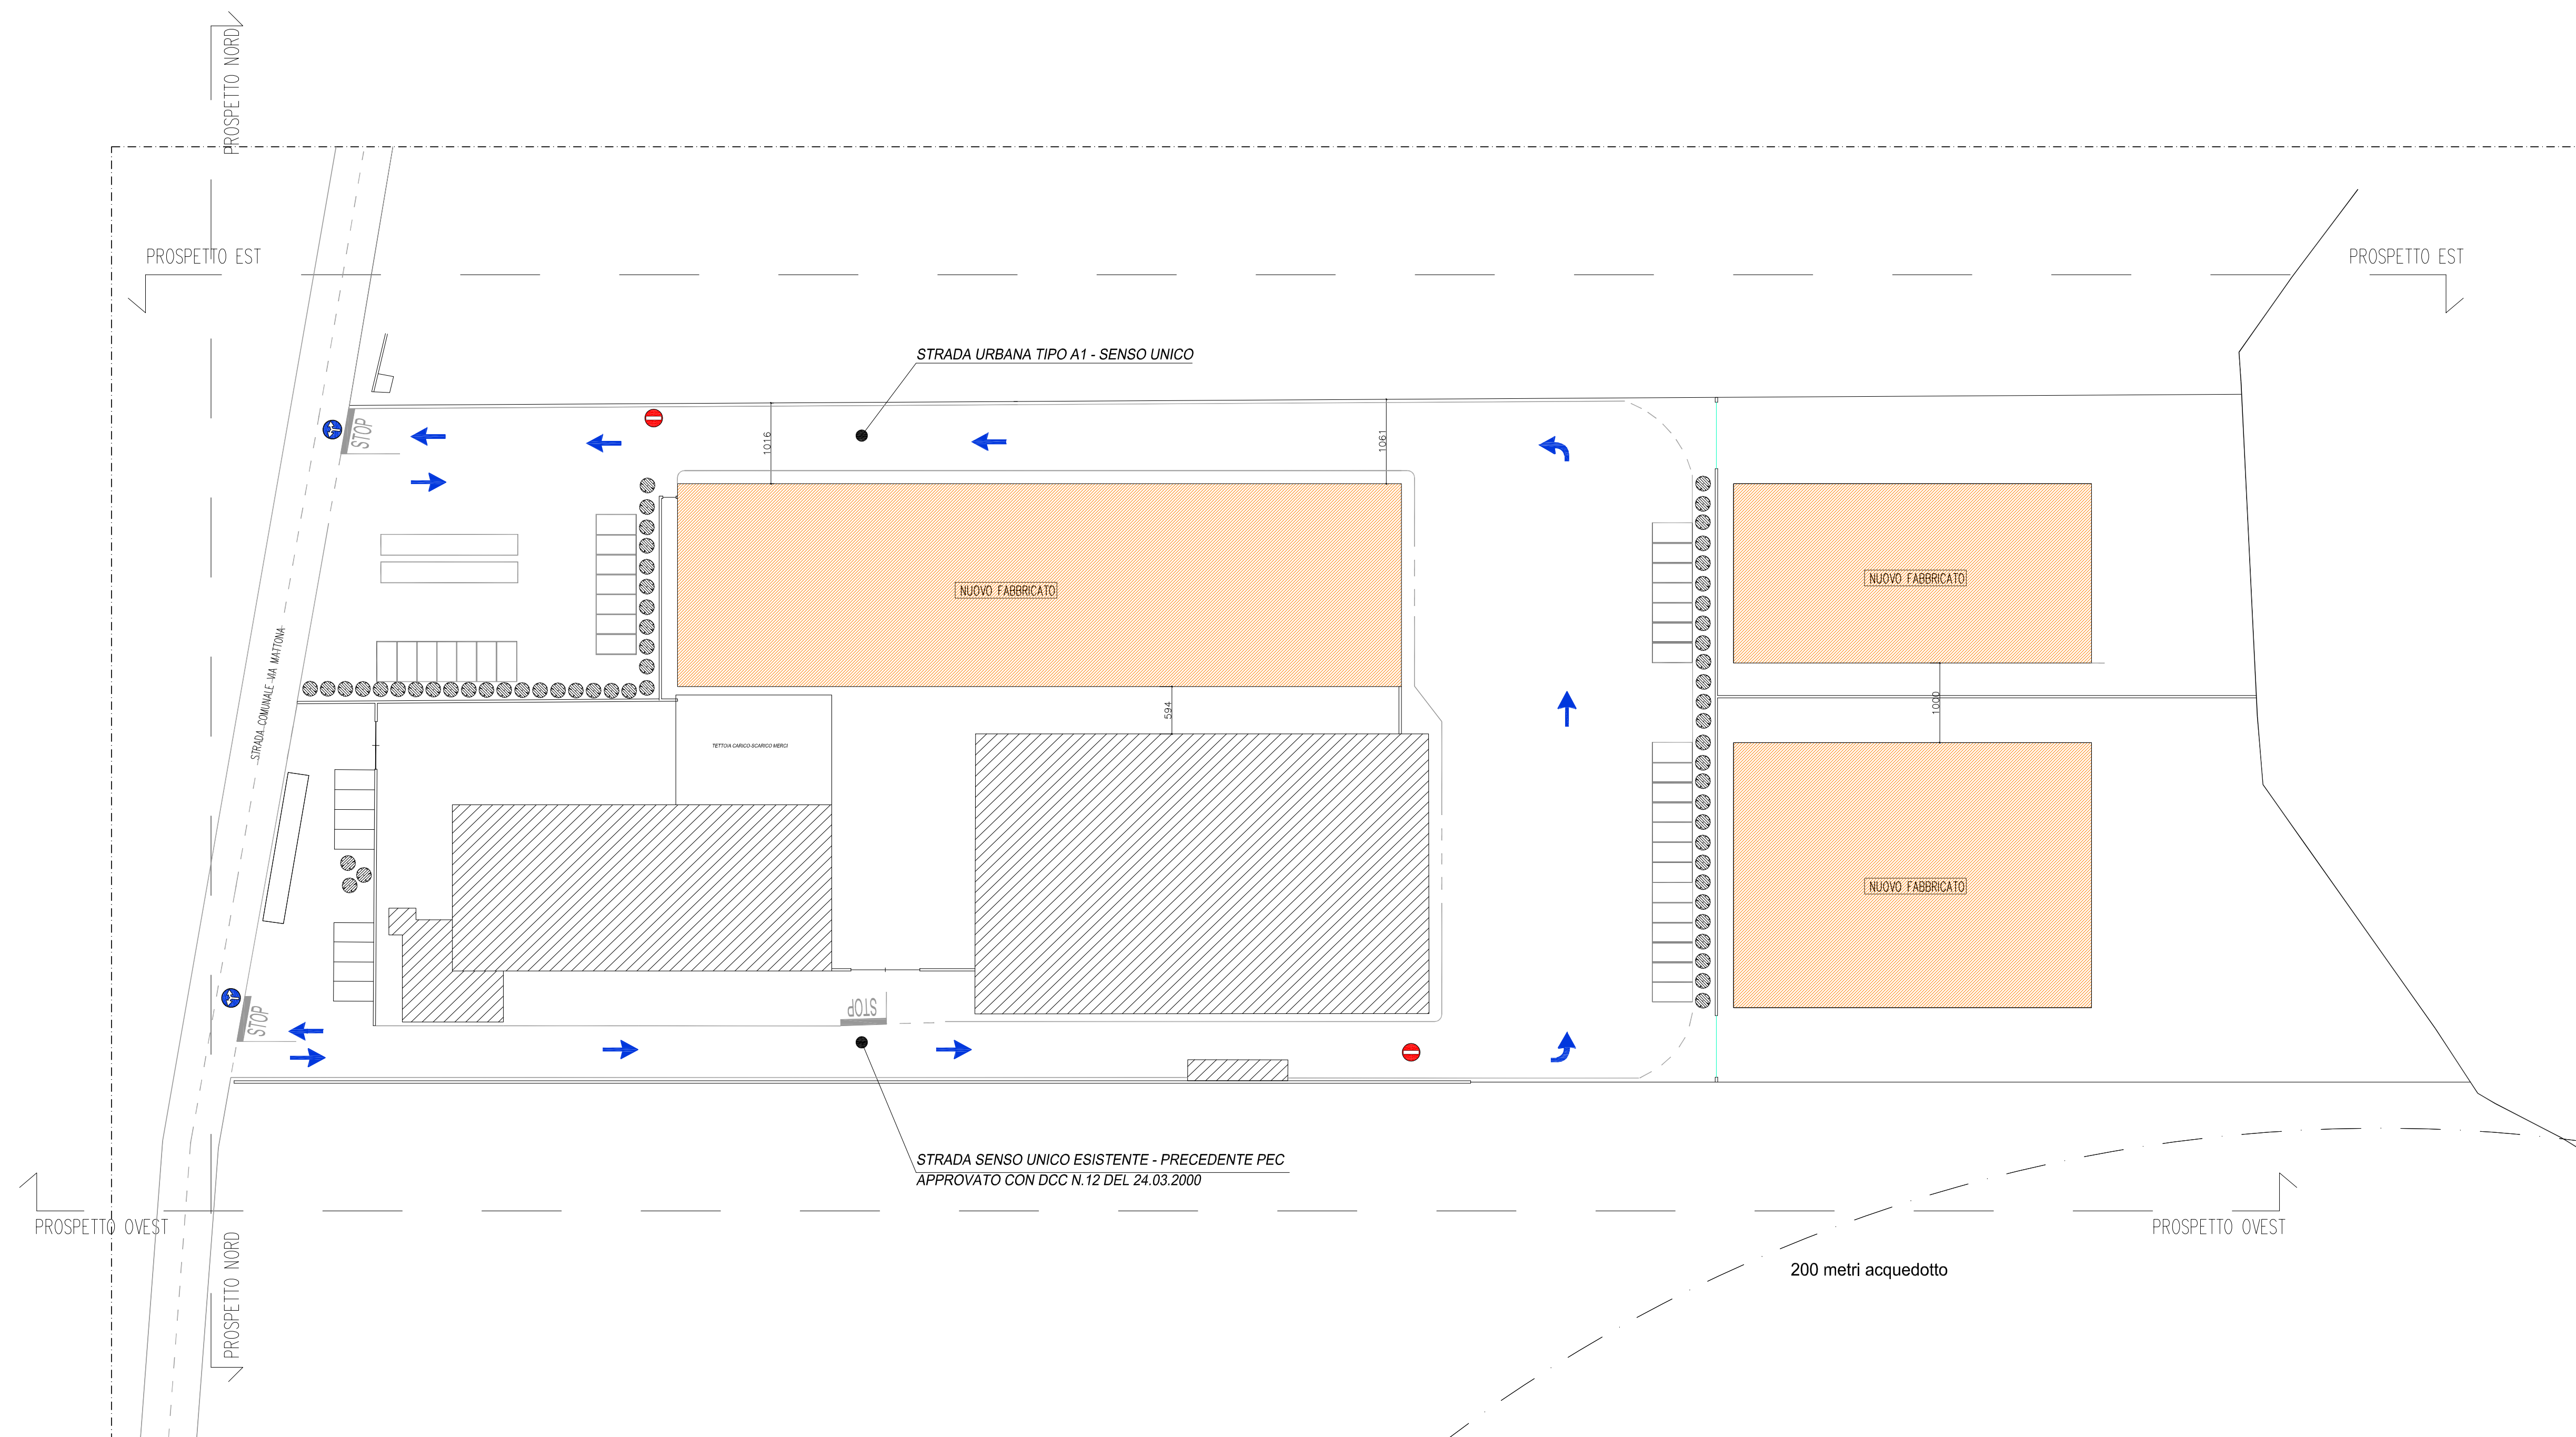 PROSPETTO NORD
PROSPETTO EST
PROSPETTO EST
STRADA URBANA TIPO A1 - SENSO UNICO
STOP
1016
1061
NUOVO FABBRICATO
NUOVO FABBRICATO
STRADA COMUNALE VIA MATTONA
594
1000
TETTOIA CARICO-SCARICO MERCI
NUOVO FABBRICATO
STOP
STOP
STRADA SENSO UNICO ESISTENTE - PRECEDENTE PEC
APPROVATO CON DCC N.12 DEL 24.03.2000
PROSPETTO OVEST
PROSPETTO OVEST
PROSPETTO NORD
200 metri acquedotto